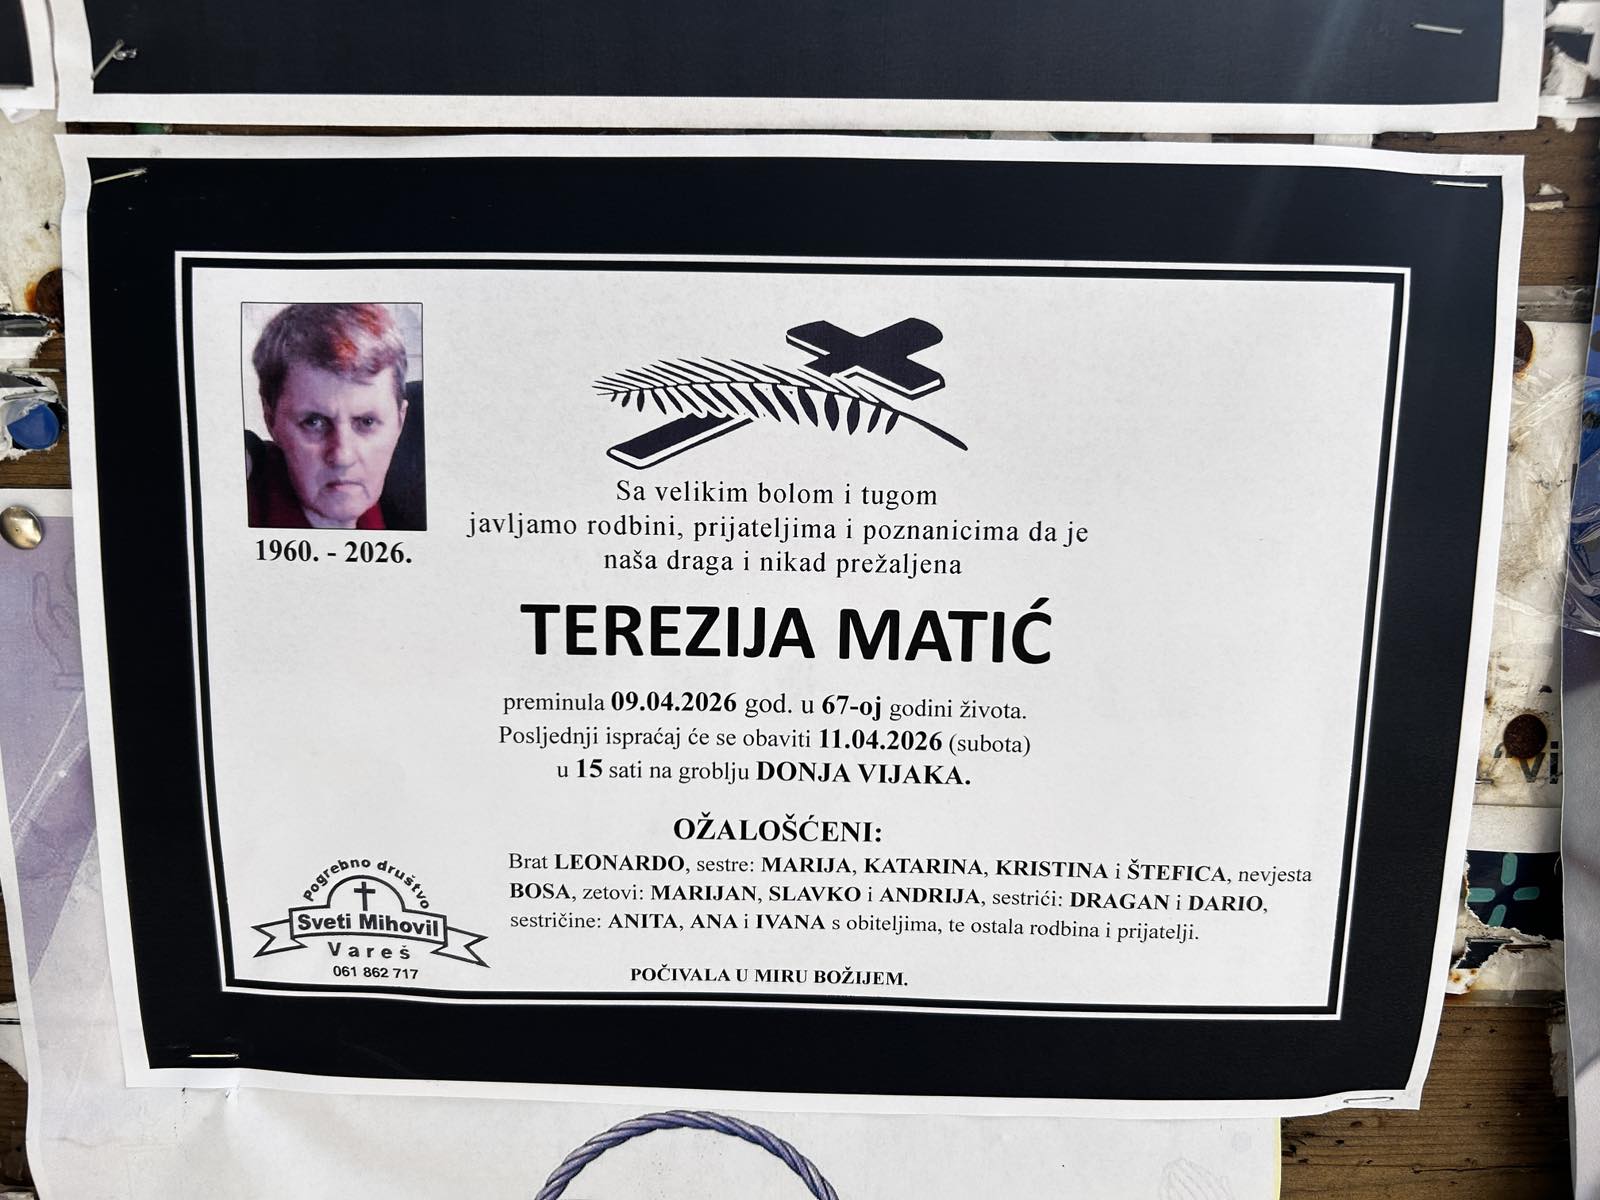 1960. - 2026.
Sa velikim bolom i tugom
javljamo rodbini, prijateljima i poznanicima da je
naša draga i nikad prežaljena
TEREZIJA MATIĆ
preminula 09.04.2026 god. u 67-oj godini života.
Posljednji ispraćaj će se obaviti 11.04.2026 (subota)
u 15 sati na groblju DONJA VIJAKA.
OŽALOŠĆENI:
Brat LEONARDO, sestre: MARIJA, KATARINA, KRISTINA i ŠTEFICA, nevjesta
BOSA, zetovi: MARIJAN, SLAVKO i ANDRIJA, sestrići: DRAGAN i DARIO,
sestričine: ANITA, ANA i IVANA s obiteljima, te ostala rodbina i prijatelji.
POČIVALA U MIRU BOŽIJEM.
Pogrebno društvo
Sveti Mihovil
Vareš
061 862 717